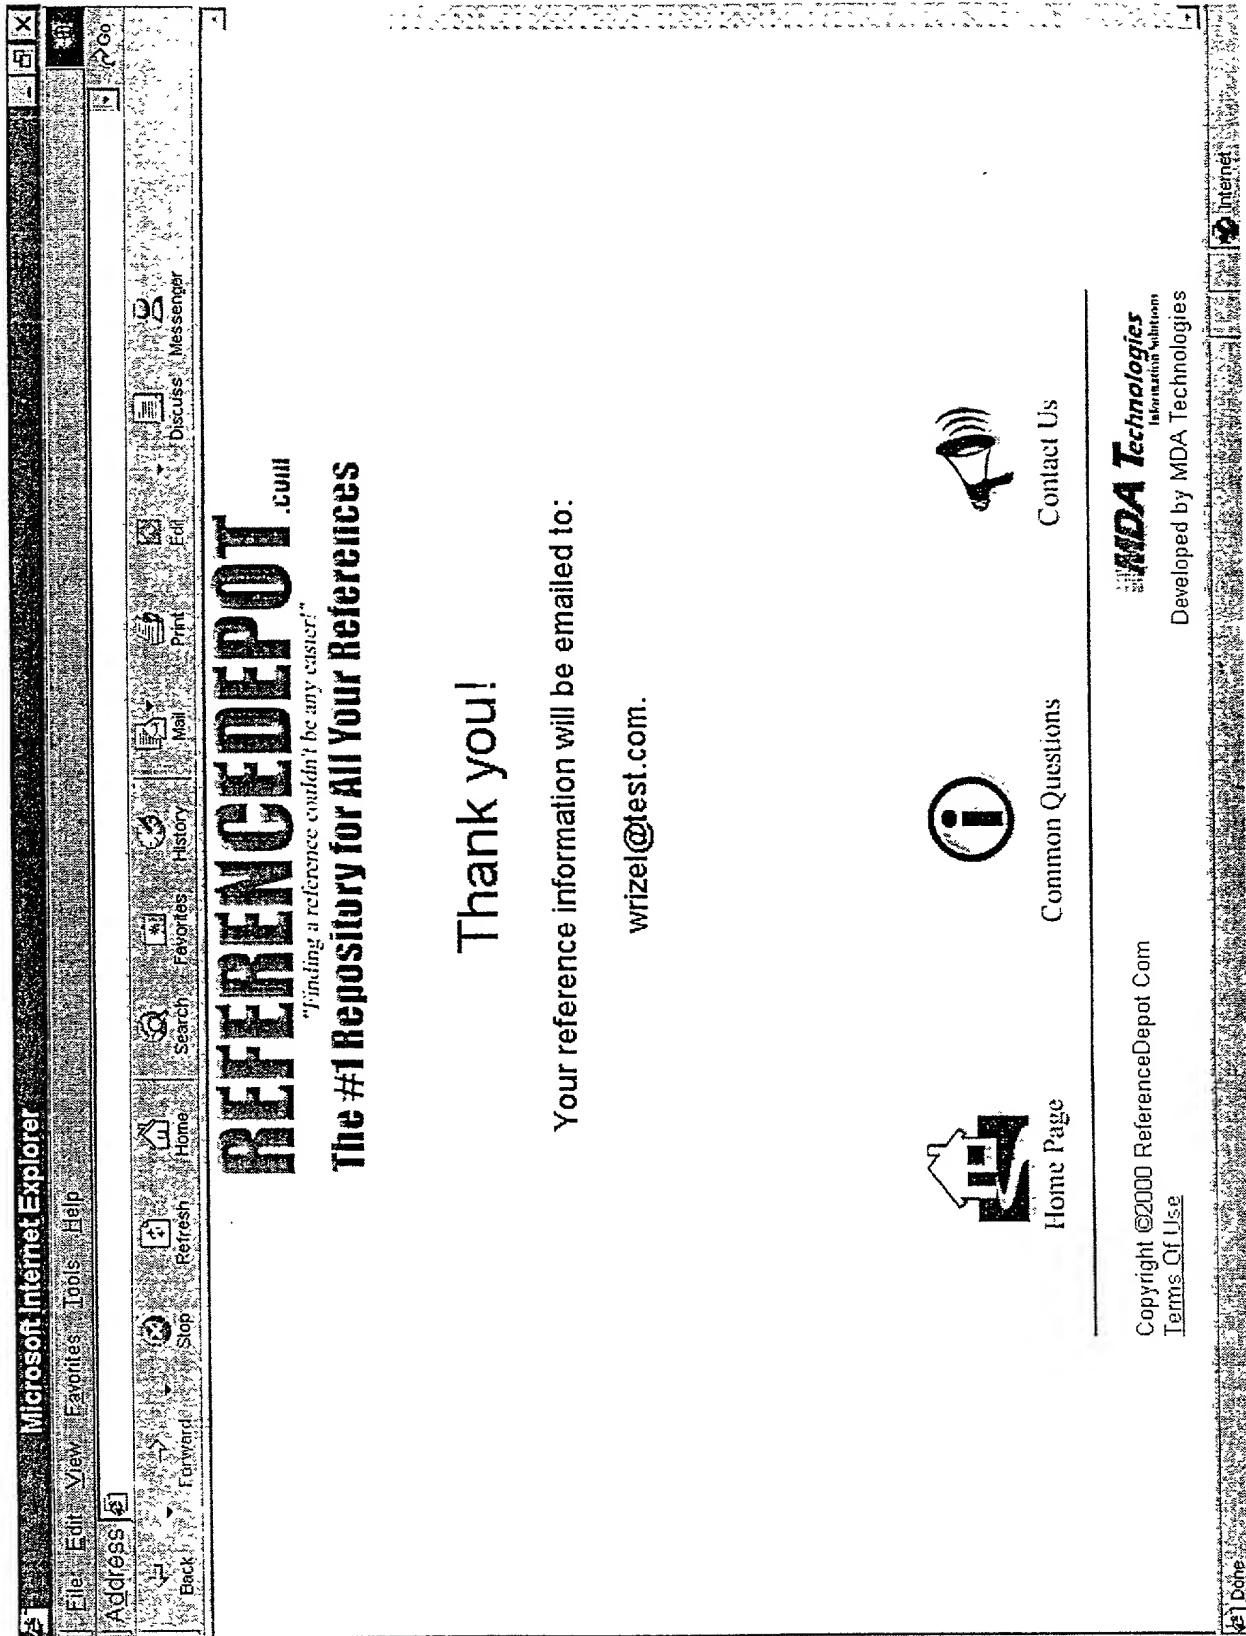 Microsoft Internet Explorer
File Edit View Favorites Tools Help
Address Go
Back Forward Stop Refresh Home Search Favorites History Mail Print Edit Discuss Messenger
REFERENCEDEPOT.com
"Finding a reference couldn't be any easier!"
The #1 Repository for All Your References
Thank you!
Your reference information will be emailed to:
wrizel@test.com.
Home Page Common Questions Contact Us
MDA Technologies
Information Solutions
Copyright ©2000 ReferenceDepot Com
Developed by MDA Technologies
Terms Of Use
Done Internet